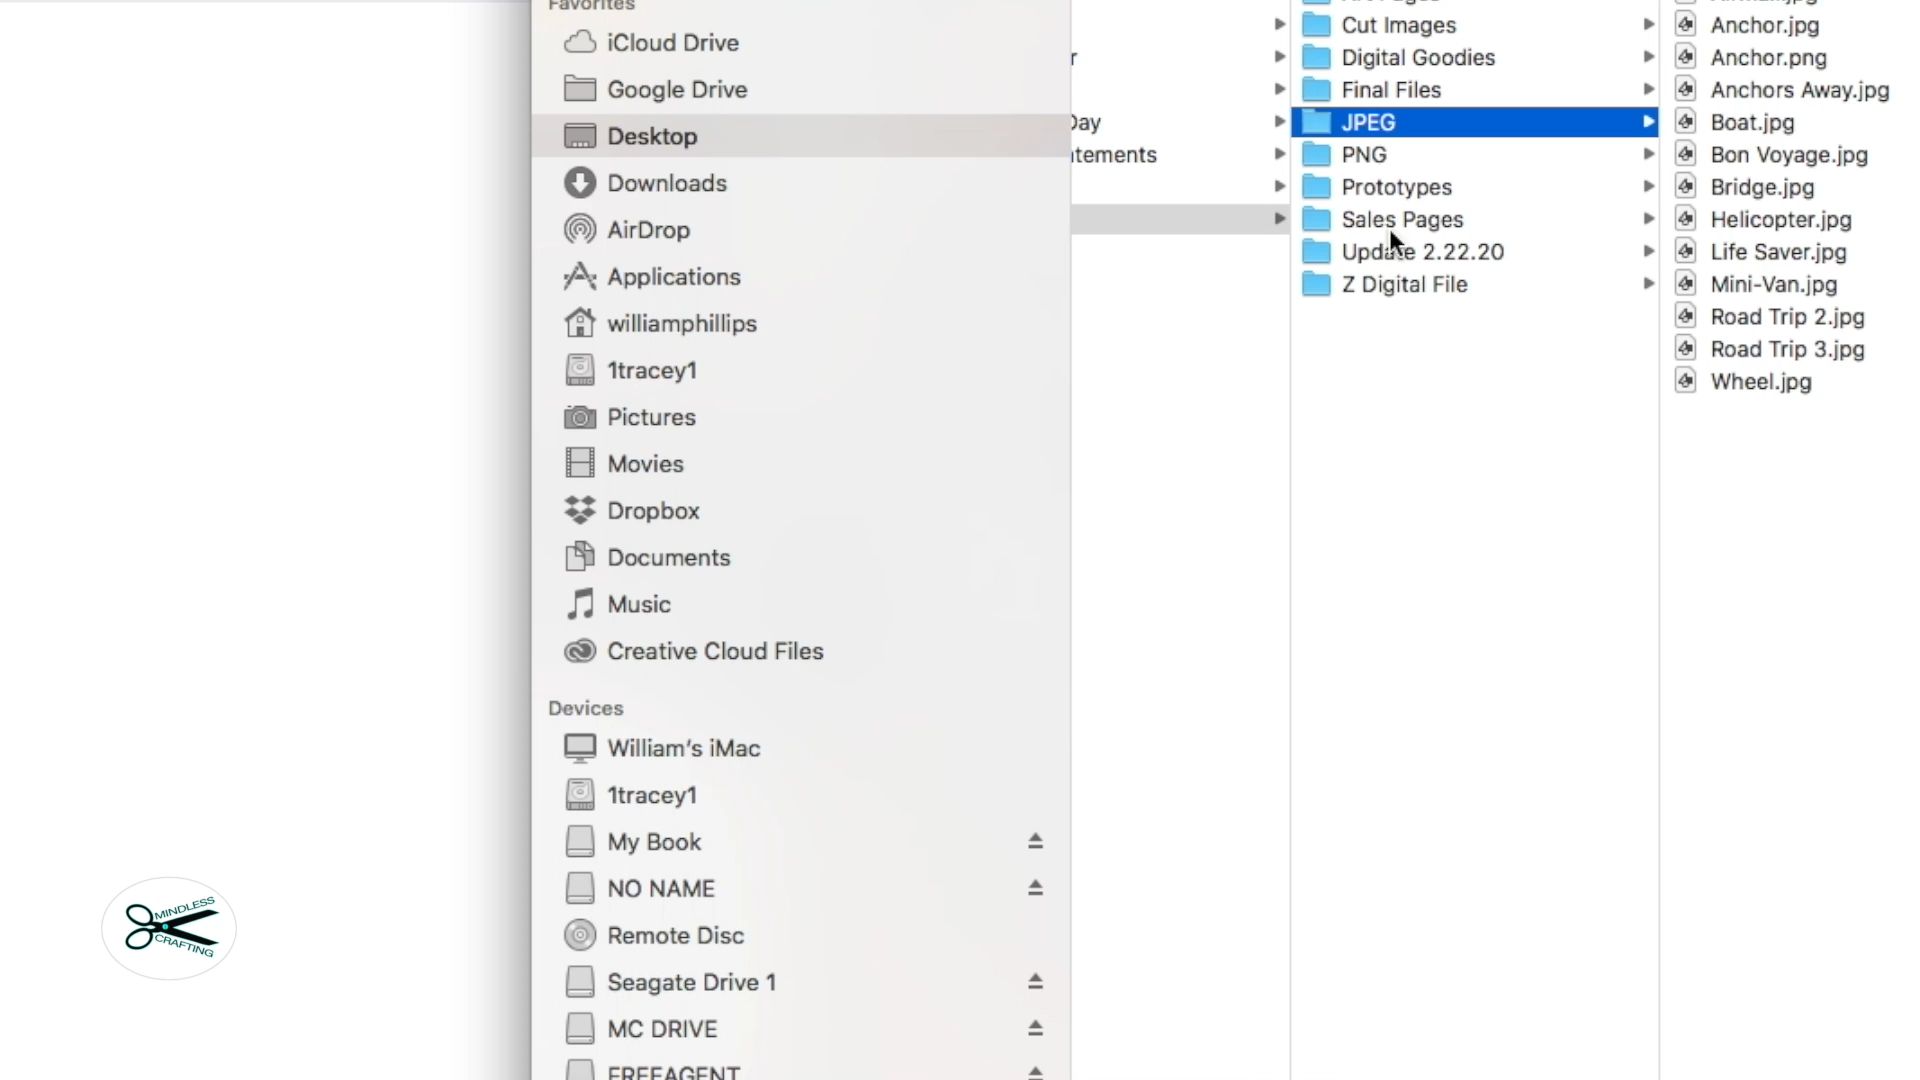 Favorites
iCloud Drive
Google Drive
Desktop
Downloads
AirDrop
Applications
williamphillips
1tracey1
Pictures
Movies
Dropbox
Documents
Music
Creative Cloud Files
Devices
William's iMac
1tracey1
My Book
NO NAME
Remote Disc
Seagate Drive 1
MC DRIVE
FREEAGENT
r
Day
atements
Cut Images
Digital Goodies
Final Files
JPEG
PNG
Prototypes
Sales Pages
Update 2.22.20
Z Digital File
Anchor.jpg
Anchor.png
Anchors Away.jpg
Boat.jpg
Bon Voyage.jpg
Bridge.jpg
Helicopter.jpg
Life Saver.jpg
Mini-Van.jpg
Road Trip 2.jpg
Road Trip 3.jpg
Wheel.jpg
MINDLESS
CRAFTING